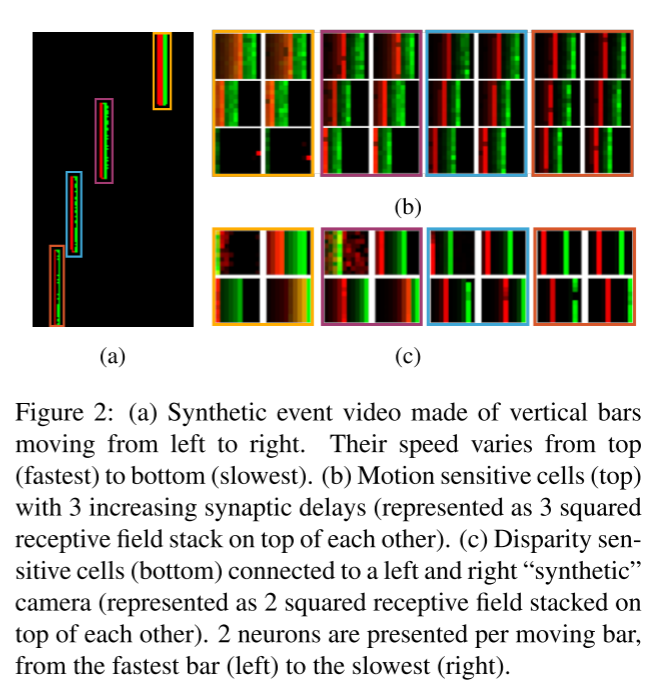 (b)
(a)
(c)
Figure 2: (a) Synthetic event video made of vertical bars
moving from left to right. Their speed varies from top
(fastest) to bottom (slowest). (b) Motion sensitive cells (top)
with 3 increasing synaptic delays (represented as 3 squared
receptive field stack on top of each other). (c) Disparity sen-
sitive cells (bottom) connected to a left and right “synthetic”
camera (represented as 2 squared receptive field stacked on
top of each other). 2 neurons are presented per moving bar,
from the fastest bar (left) to the slowest (right).